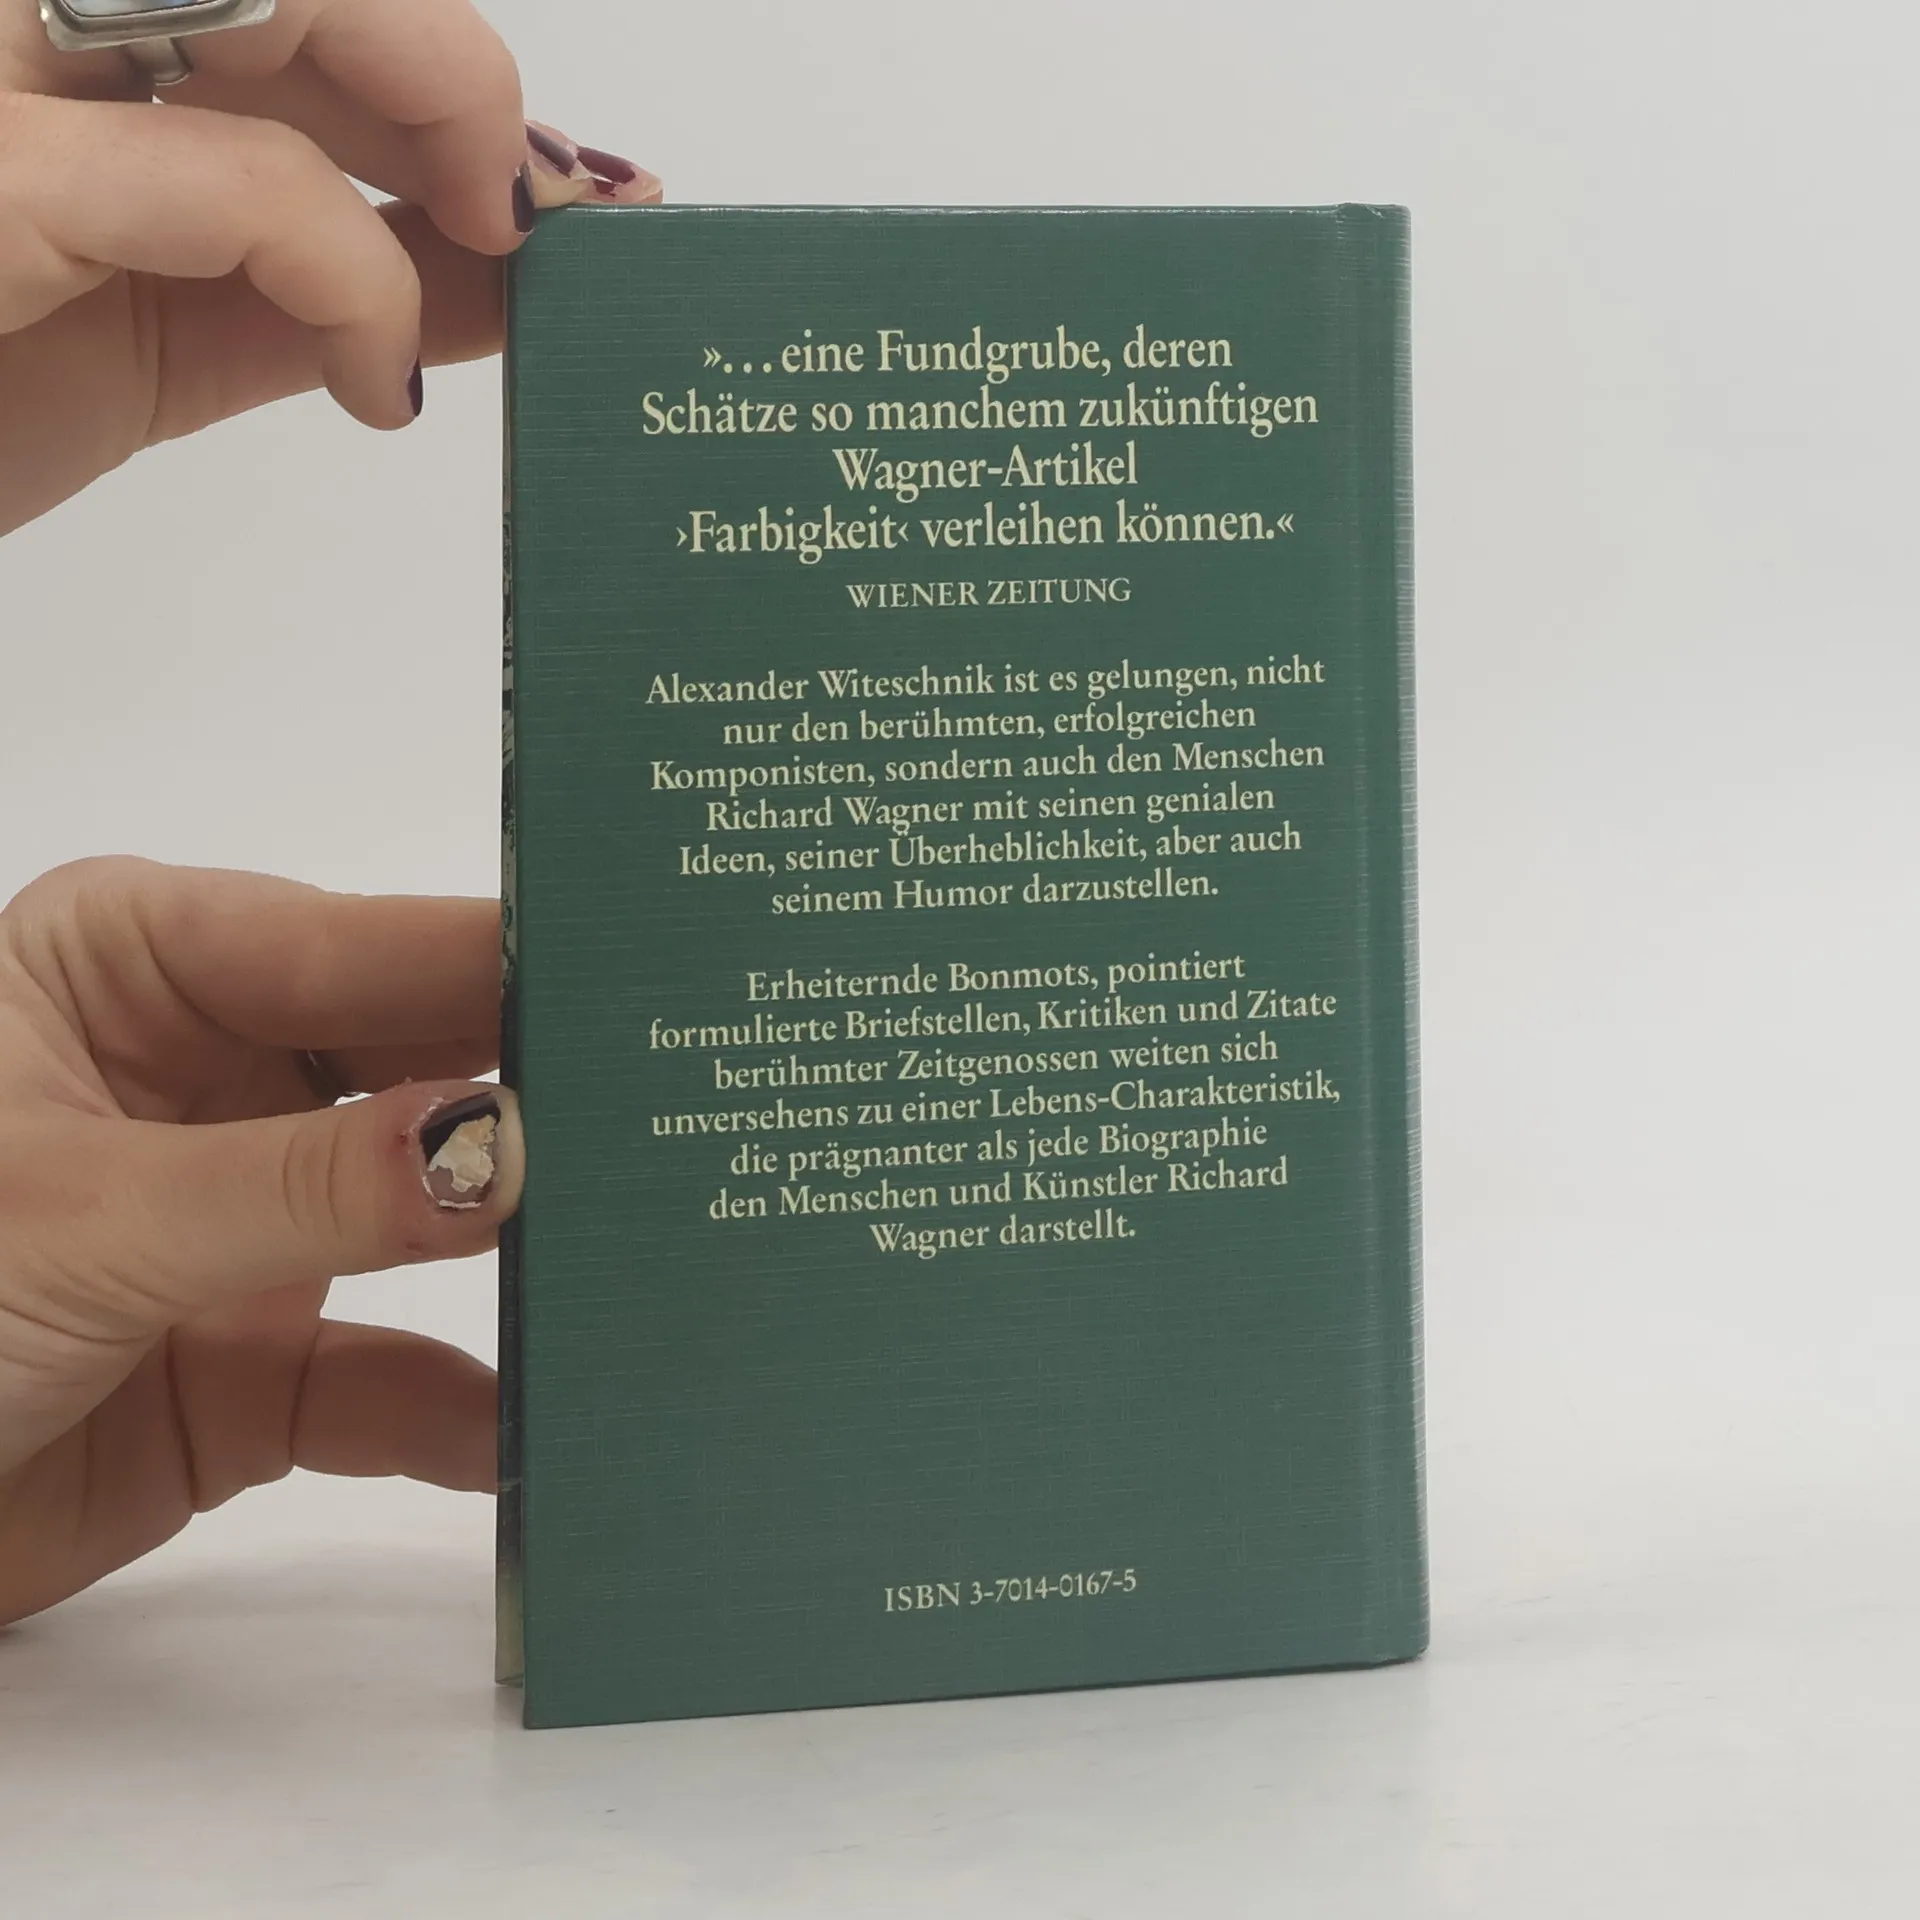 »...eine Fundgrube, deren
Schätze so manchem zukünftigen
Wagner-Artikel
›Farbigkeit‹ verleihen können.«
WIENER ZEITUNG
Alexander Witeschnik ist es gelungen, nicht
nur den berühmten, erfolgreichen
Komponisten, sondern auch den Menschen
Richard Wagner mit seinen genialen
Ideen, seiner Überheblichkeit, aber auch
seinem Humor darzustellen.
Erheiternde Bonmots, pointiert
formulierte Briefstellen, Kritiken und Zitate
berühmter Zeitgenossen weiten sich
unversehens zu einer Lebens-Charakteristik,
die prägnanter als jede Biographie
den Menschen und Künstler Richard
Wagner darstellt.
ISBN 3-7014-0167-5